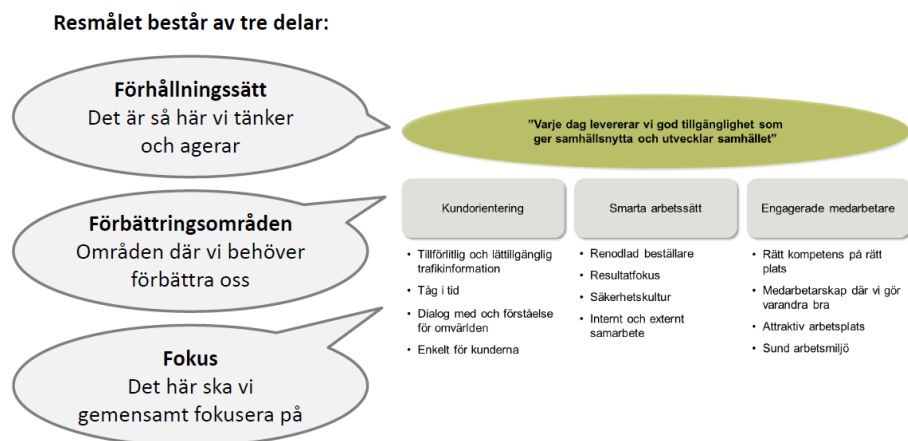 Resmålet består av tre delar:
Förhållningssätt
Det är så här vi tänker
och agerar
"Varje dag levererar vi god tillgänglighet som
ger samhällsnytta och utvecklar samhället"
Förbättringsområden
Områden där vi behöver
förbättra oss
Kundorientering
Smarta arbetssätt
Engagerade medarbetare
• Tillförlitlig och lättillgänglig
trafikinformation
• Tåg i tid
• Dialog med och förståelse
för omvärlden
• Enkelt för kunderna
• Renodlad beställare
• Resultatfokus
• Säkerhetskultur
• Internt och externt
samarbete
• Rätt kompetens på rätt
plats
• Medarbetarskap där vi gör
varandra bra
• Attraktiv arbetsplats
• Sund arbetsmiljö
Fokus
Det här ska vi
gemensamt fokusera på